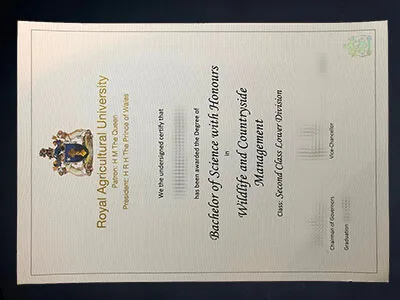 Royal Agricultural University
Patron: H M The Queen
President: H R H The Prince of Wales
We the undersigned certify that
has been awarded the Degree of
Bachelor of Science with Honours
in
Wildlife and Countryside
Management
Class: Second Class Lower Division
Chairman of Governors
Vice-Chancellor
Graduation